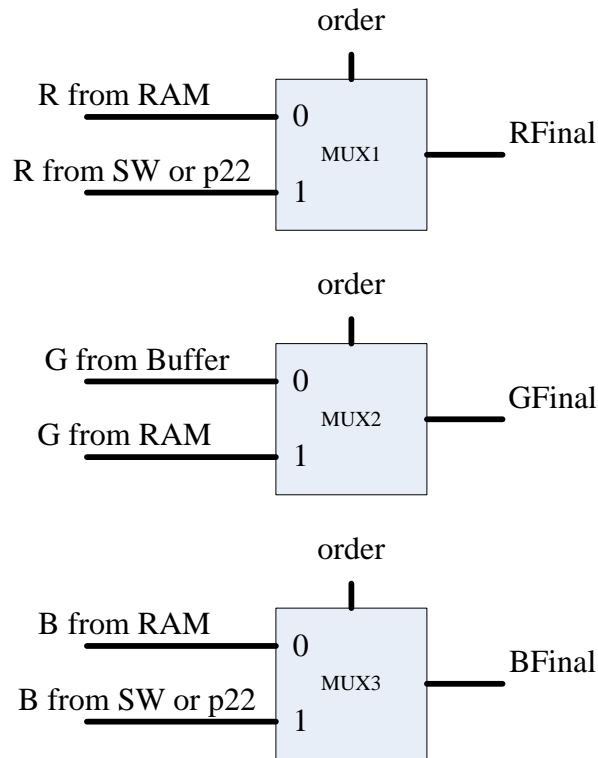 order
R from RAM
0
MUX1
RFinal
R from SW or p22
1
order
G from Buffer
0
MUX2
GFinal
G from RAM
1
order
B from RAM
0
MUX3
BFinal
B from SW or p22
1